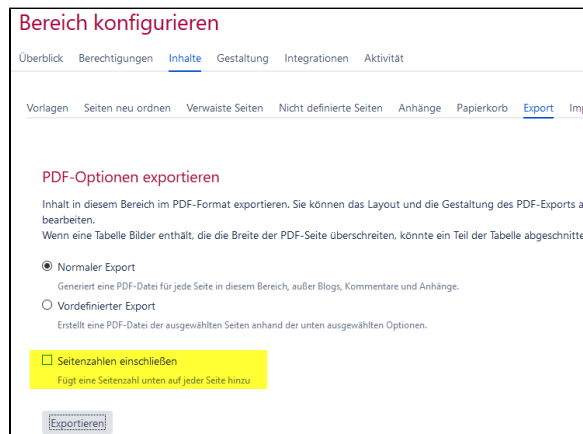 Bereich konfigurieren
Überblick Berechtigungen Inhalte Gestaltung Integrationen Aktivität
Vorlagen Seiten neu ordnen Verwaiste Seiten Nicht definierte Seiten Anhänge Papierkorb Export Imp
PDF-Optionen exportieren
Inhalt in diesem Bereich im PDF-Format exportieren. Sie können das Layout und die Gestaltung des PDF-Exports a
bearbeiten.
Wenn eine Tabelle Bilder enthält, die die Breite der PDF-Seite überschreiten, könnte ein Teil der Tabelle abgeschnitte
Normaler Export
Generiert eine PDF-Datei für jede Seite in diesem Bereich, außer Blogs, Kommentare und Anhänge.
Vordefinierter Export
Erstellt eine PDF-Datei der ausgewählten Seiten anhand der unten ausgewählten Optionen.
Seitenzahlen einschließen
Fügt eine Seitenzahl unten auf jeder Seite hinzu
Exportieren